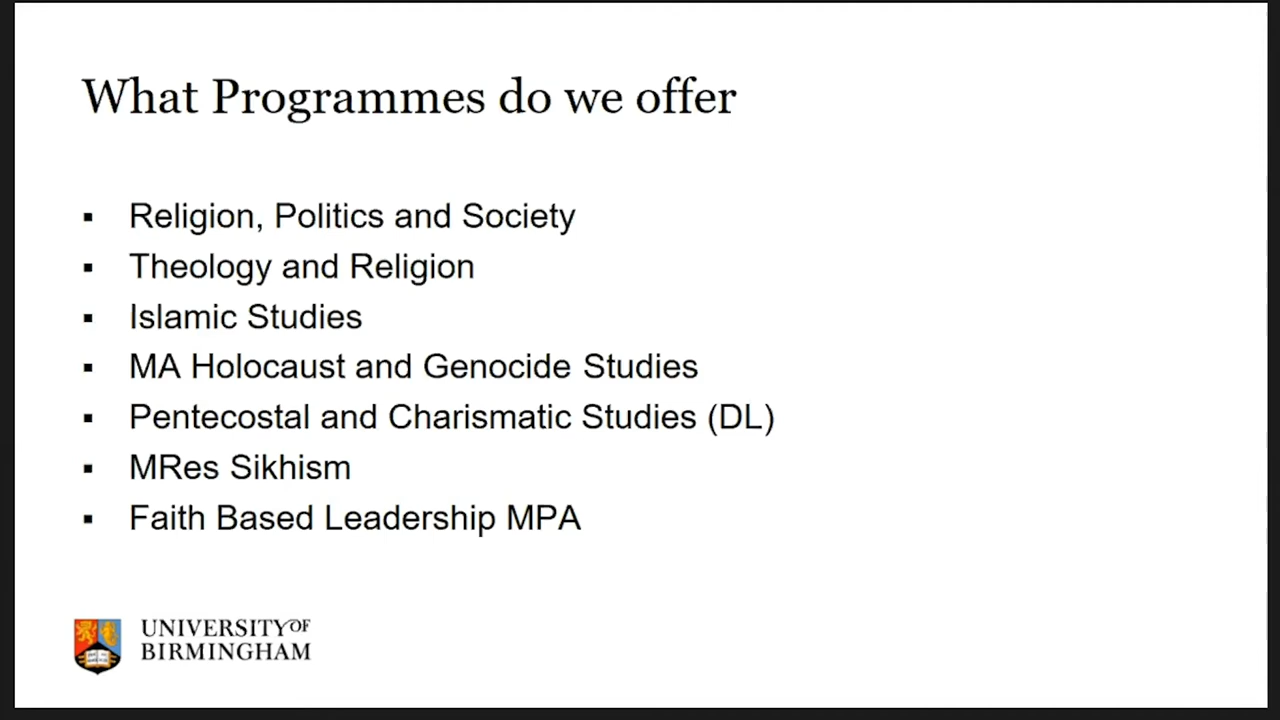 What Programmes do we offer
▪ Religion, Politics and Society
▪ Theology and Religion
▪ Islamic Studies
▪ MA Holocaust and Genocide Studies
▪ Pentecostal and Charismatic Studies (DL)
▪ MRes Sikhism
▪ Faith Based Leadership MPA
UNIVERSITY OF
BIRMINGHAM